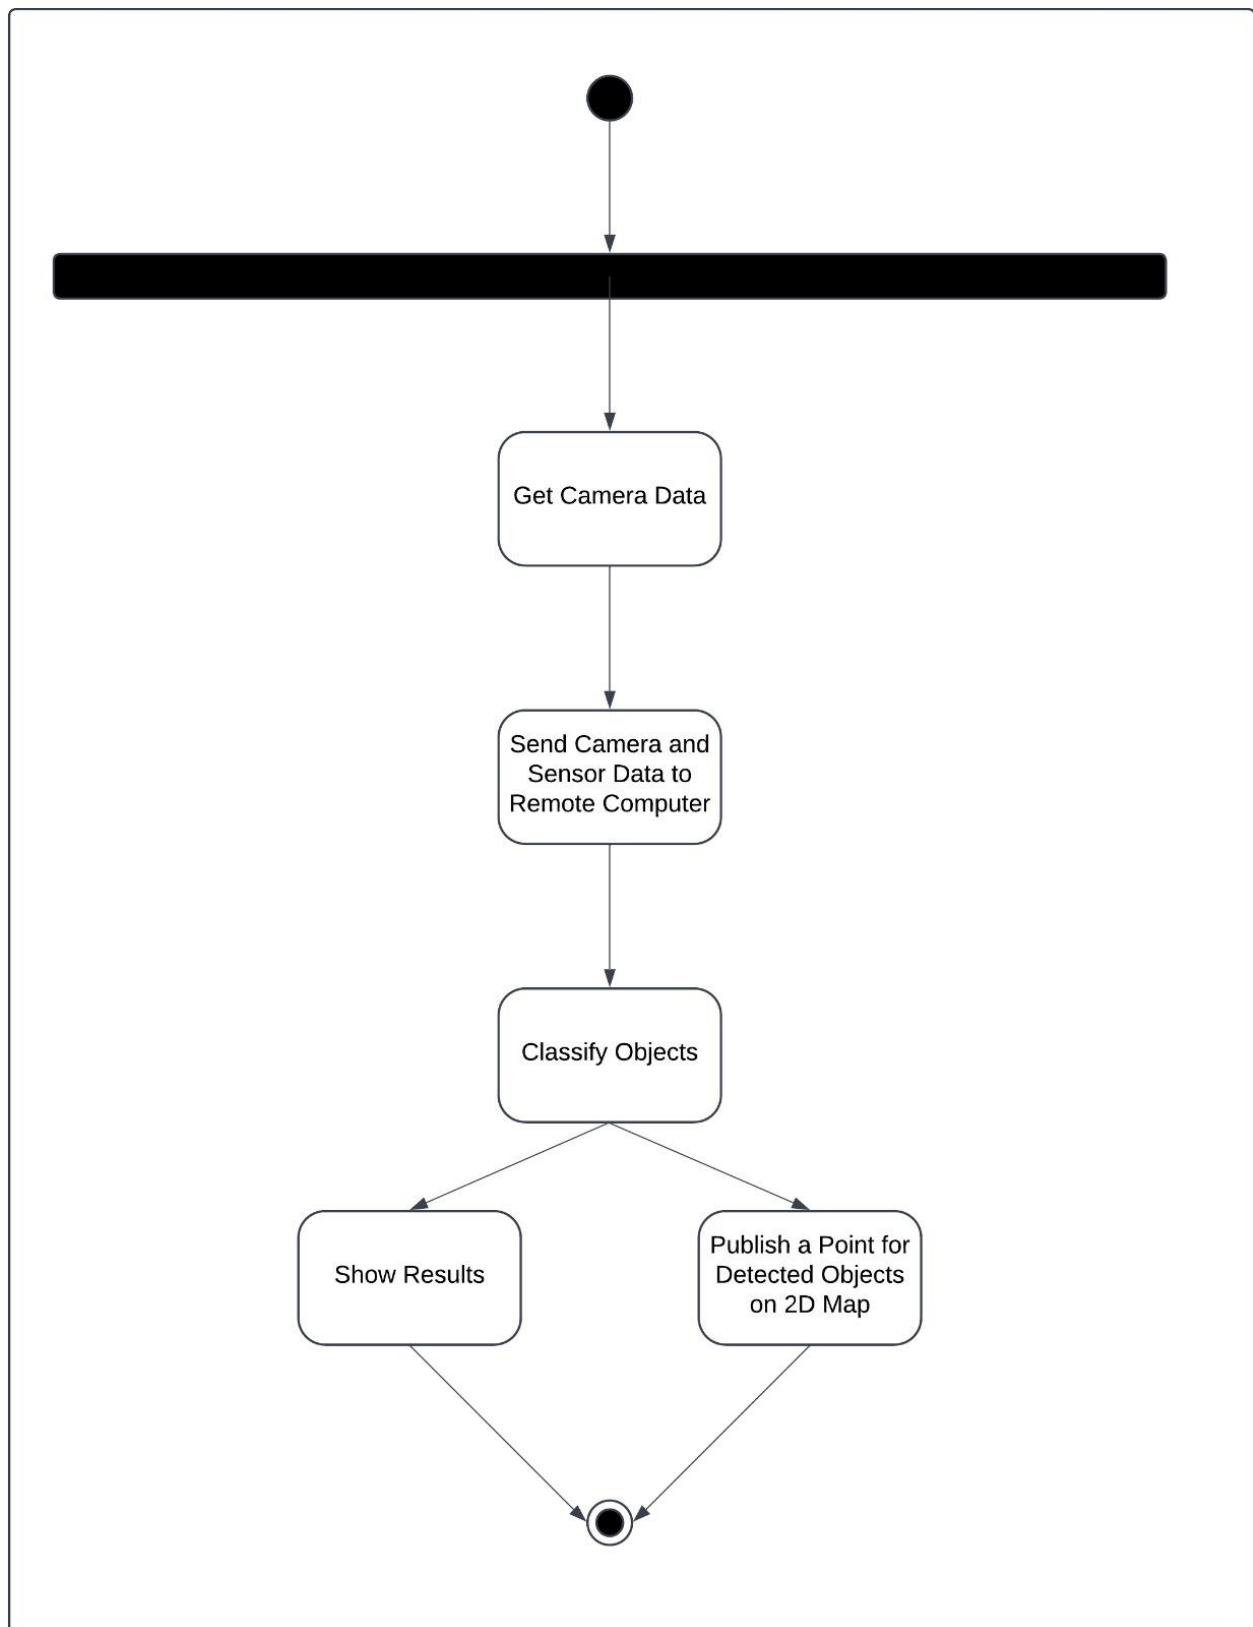 Get Camera Data
Send Camera and
Sensor Data to
Remote Computer
Classify Objects
Show Results
Publish a Point for
Detected Objects
on 2D Map